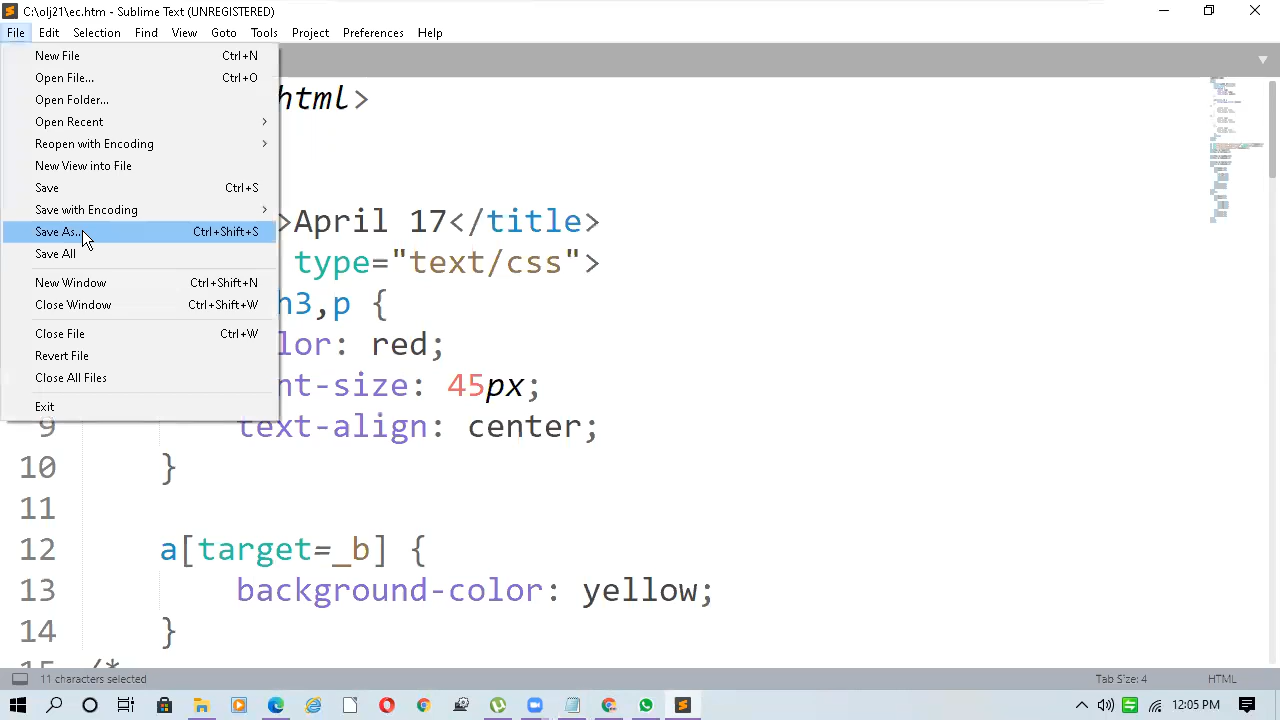 C:\olj21\ec.htm - Sublime Text (UNREGISTERED)
File Edit Selection Find View Goto Tools Project Preferences Help
New File Ctrl+N
Open File... Ctrl+O
Open Folder...
Open Recent
Reopen with Encoding
New View into File
Save Ctrl+S
Save with Encoding
Save Ctrl+Shift+S
Save All
New Window Ctrl+Shift+N
Close Window Ctrl+Shift+W
Close File Ctrl+W
Revert File
Close All Files
Exit
html>
>April 17</title>
type="text/css">
h3,p {
lor: red;
nt-size: 45px;
9 text-align: center;
10 }
11
12 a[target=_b] {
13 background-color: yellow;
14 }
15 /*
11 characters selected
Tab Size: 4
HTML
12:05 PM